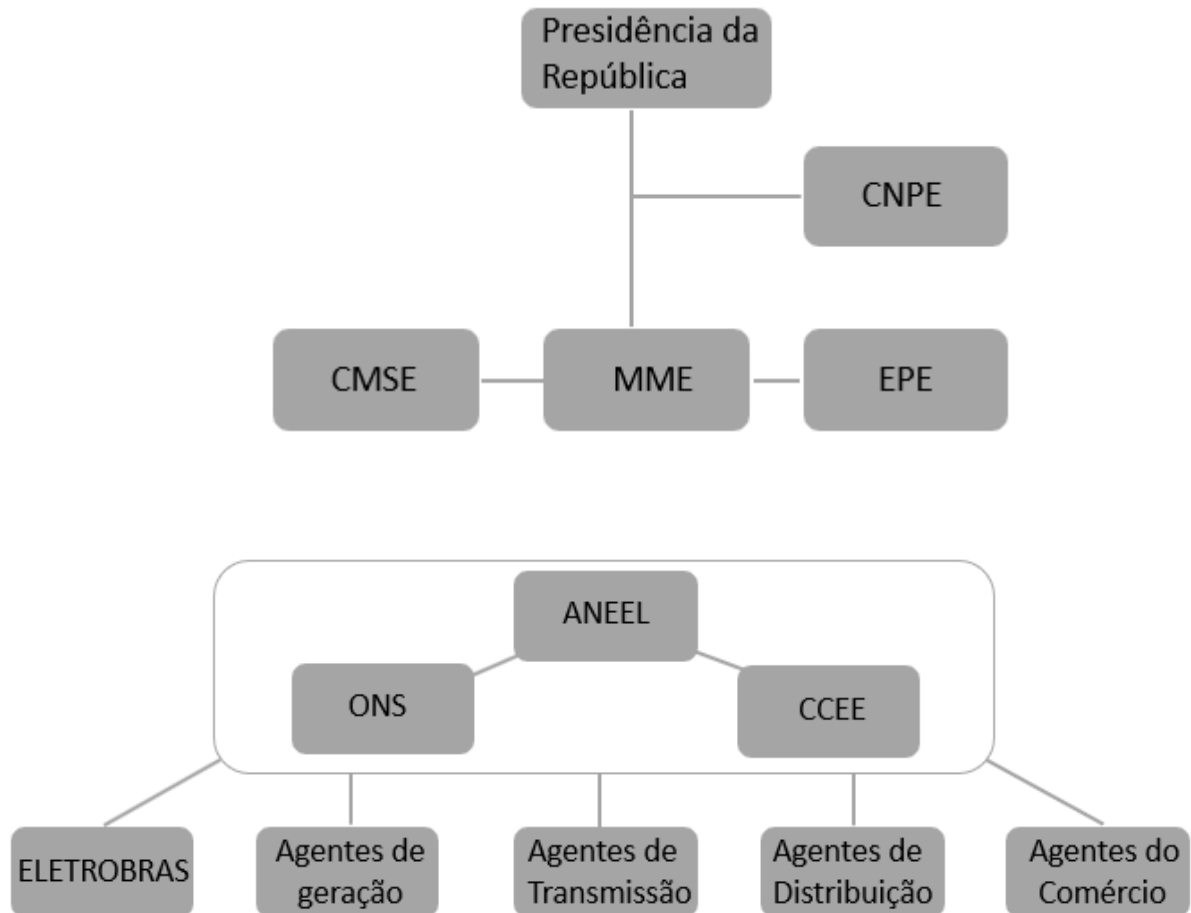 Presidência da
República
CNPE
CMSE
MME
EPE
ANEEL
ONS
CCEE
ELETROBRAS
Agentes de
geração
Agentes de
Transmissão
Agentes de
Distribuição
Agentes do
Comércio